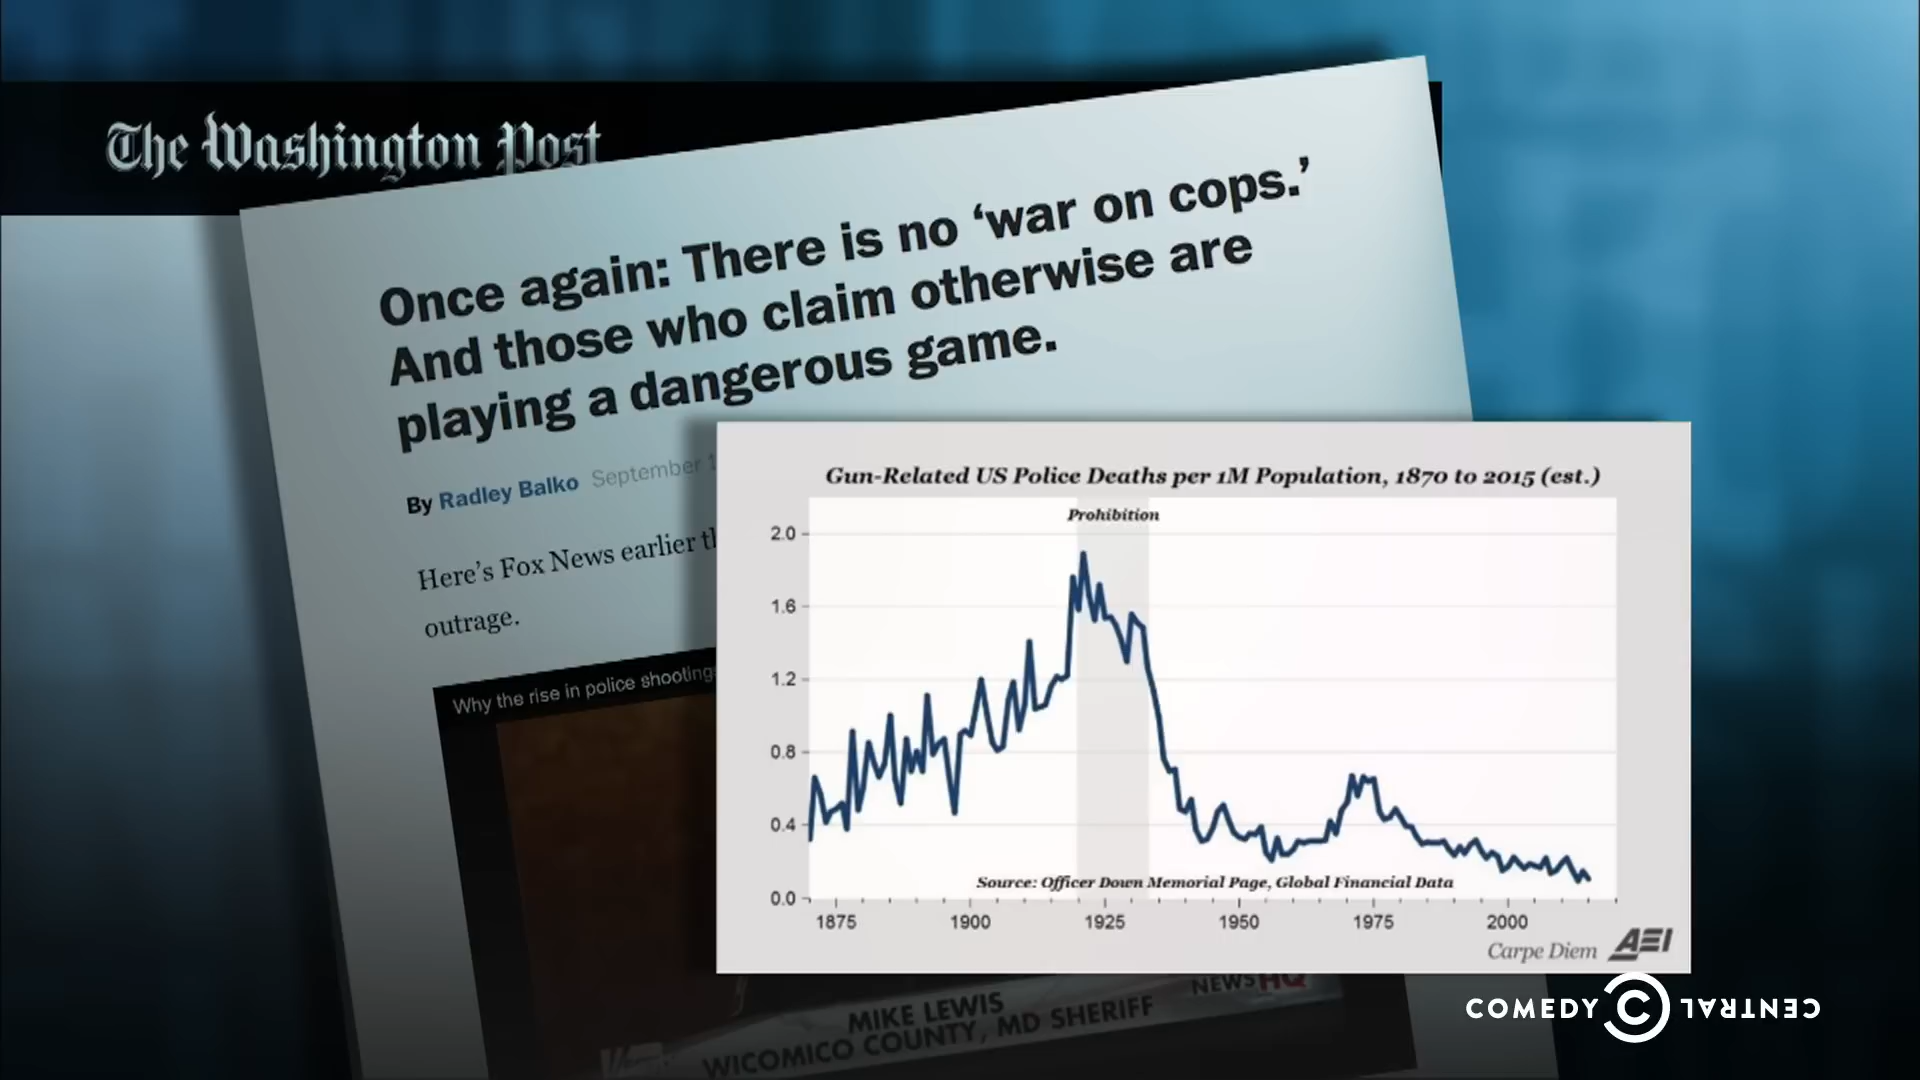 The Washington Post
Once again: There is no ‘war on cops.’
And those who claim otherwise are
playing a dangerous game.
By Radley Balko September 1
Here’s Fox News earlier th
outrage.
Why the rise in police shooting
Gun-Related US Police Deaths per 1M Population, 1870 to 2015 (est.)
Prohibition
2.0
1.6
1.2
0.8
0.4
0.0
Source: Officer Down Memorial Page, Global Financial Data
1875 1900 1925 1950 1975 2000
Carpe Diem AEI
NEWS HQ
MIKE LEWIS
WICOMICO COUNTY, MD SHERIFF
COMEDY CENTRAL